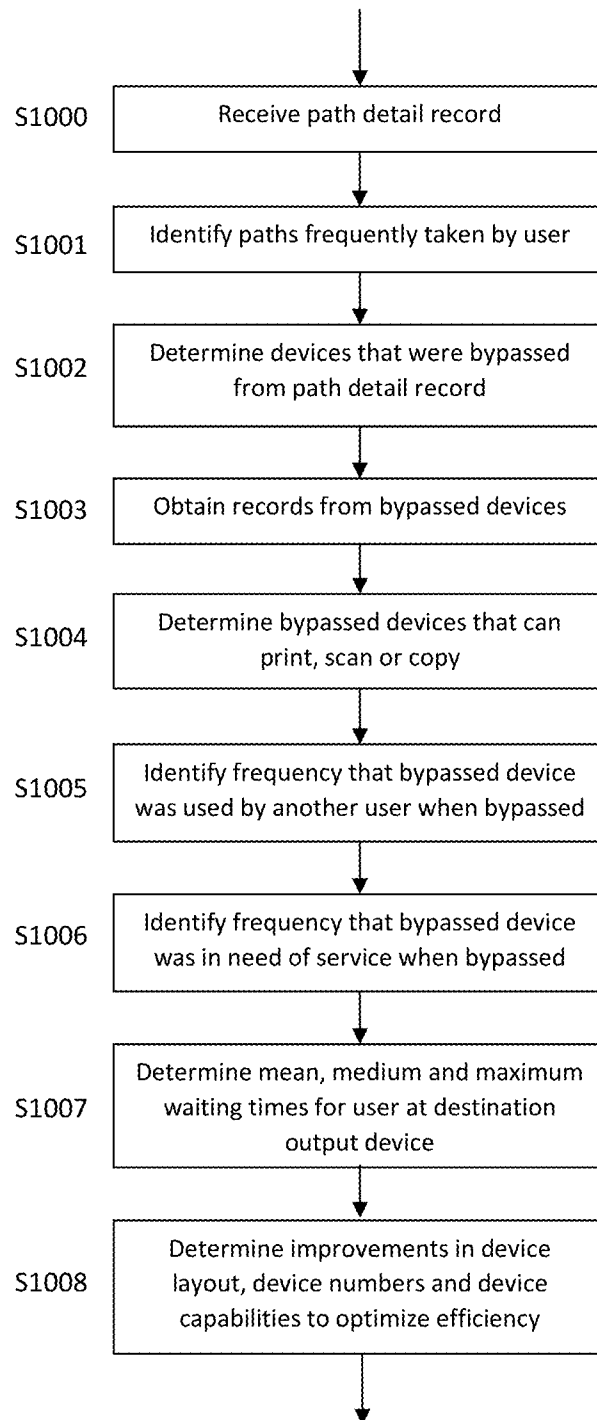 S1000
Receive path detail record
S1001
Identify paths frequently taken by user
S1002
Determine devices that were bypassed
from path detail record
S1003
Obtain records from bypassed devices
S1004
Determine bypassed devices that can
print, scan or copy
S1005
Identify frequency that bypassed device
was used by another user when bypassed
S1006
Identify frequency that bypassed device
was in need of service when bypassed
S1007
Determine mean, medium and maximum
waiting times for user at destination
output device
S1008
Determine improvements in device
layout, device numbers and device
capabilities to optimize efficiency